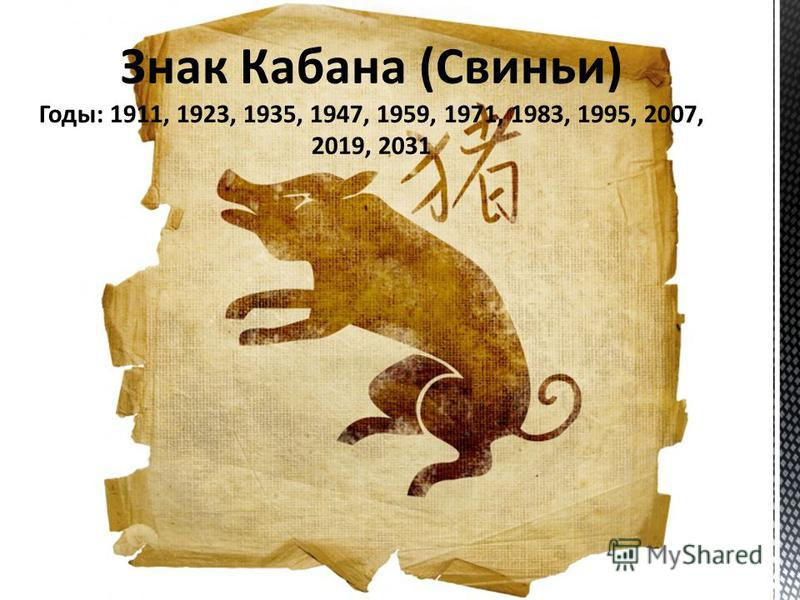 Знак Кабана (Свиньи)
Годы: 1911, 1923, 1935, 1947, 1959, 1971, 1983, 1995, 2007,
2019, 2031
猪
MyShared